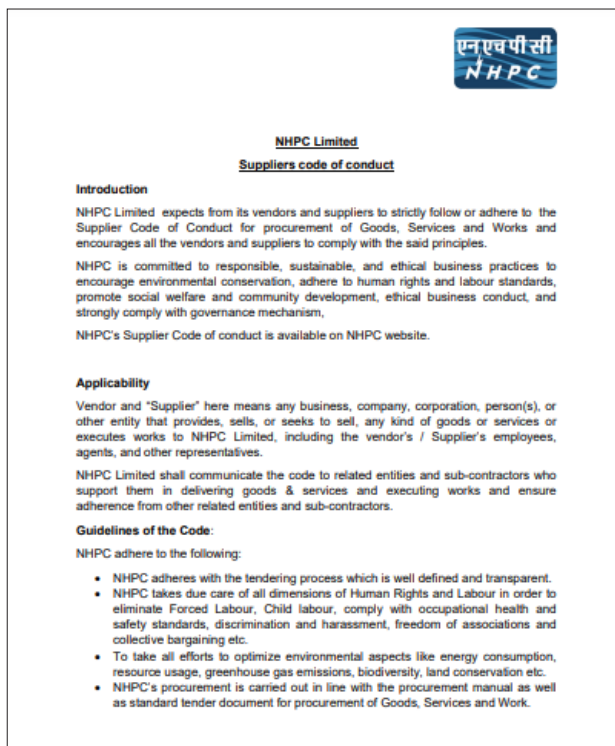 एनएचपीसी
NHPC
NHPC Limited
Suppliers code of conduct
Introduction
NHPC Limited expects from its vendors and suppliers to strictly follow or adhere to the
Supplier Code of Conduct for procurement of Goods, Services and Works and
encourages all the vendors and suppliers to comply with the said principles.
NHPC is committed to responsible, sustainable, and ethical business practices to
encourage environmental conservation, adhere to human rights and labour standards,
promote social welfare and community development, ethical business conduct, and
strongly comply with governance mechanism,
NHPC's Supplier Code of conduct is available on NHPC website.
Applicability
Vendor and “Supplier” here means any business, company, corporation, person(s), or
other entity that provides, sells, or seeks to sell, any kind of goods or services or
executes works to NHPC Limited, including the vendor's / Supplier's employees,
agents, and other representatives.
NHPC Limited shall communicate the code to related entities and sub-contractors who
support them in delivering goods & services and executing works and ensure
adherence from other related entities and sub-contractors.
Guidelines of the Code:
NHPC adhere to the following:
• NHPC adheres with the tendering process which is well defined and transparent.
• NHPC takes due care of all dimensions of Human Rights and Labour in order to
eliminate Forced Labour, Child labour, comply with occupational health and
safety standards, discrimination and harassment, freedom of associations and
collective bargaining etc.
• To take all efforts to optimize environmental aspects like energy consumption,
resource usage, greenhouse gas emissions, biodiversity, land conservation etc.
• NHPC's procurement is carried out in line with the procurement manual as well
as standard tender document for procurement of Goods, Services and Work.